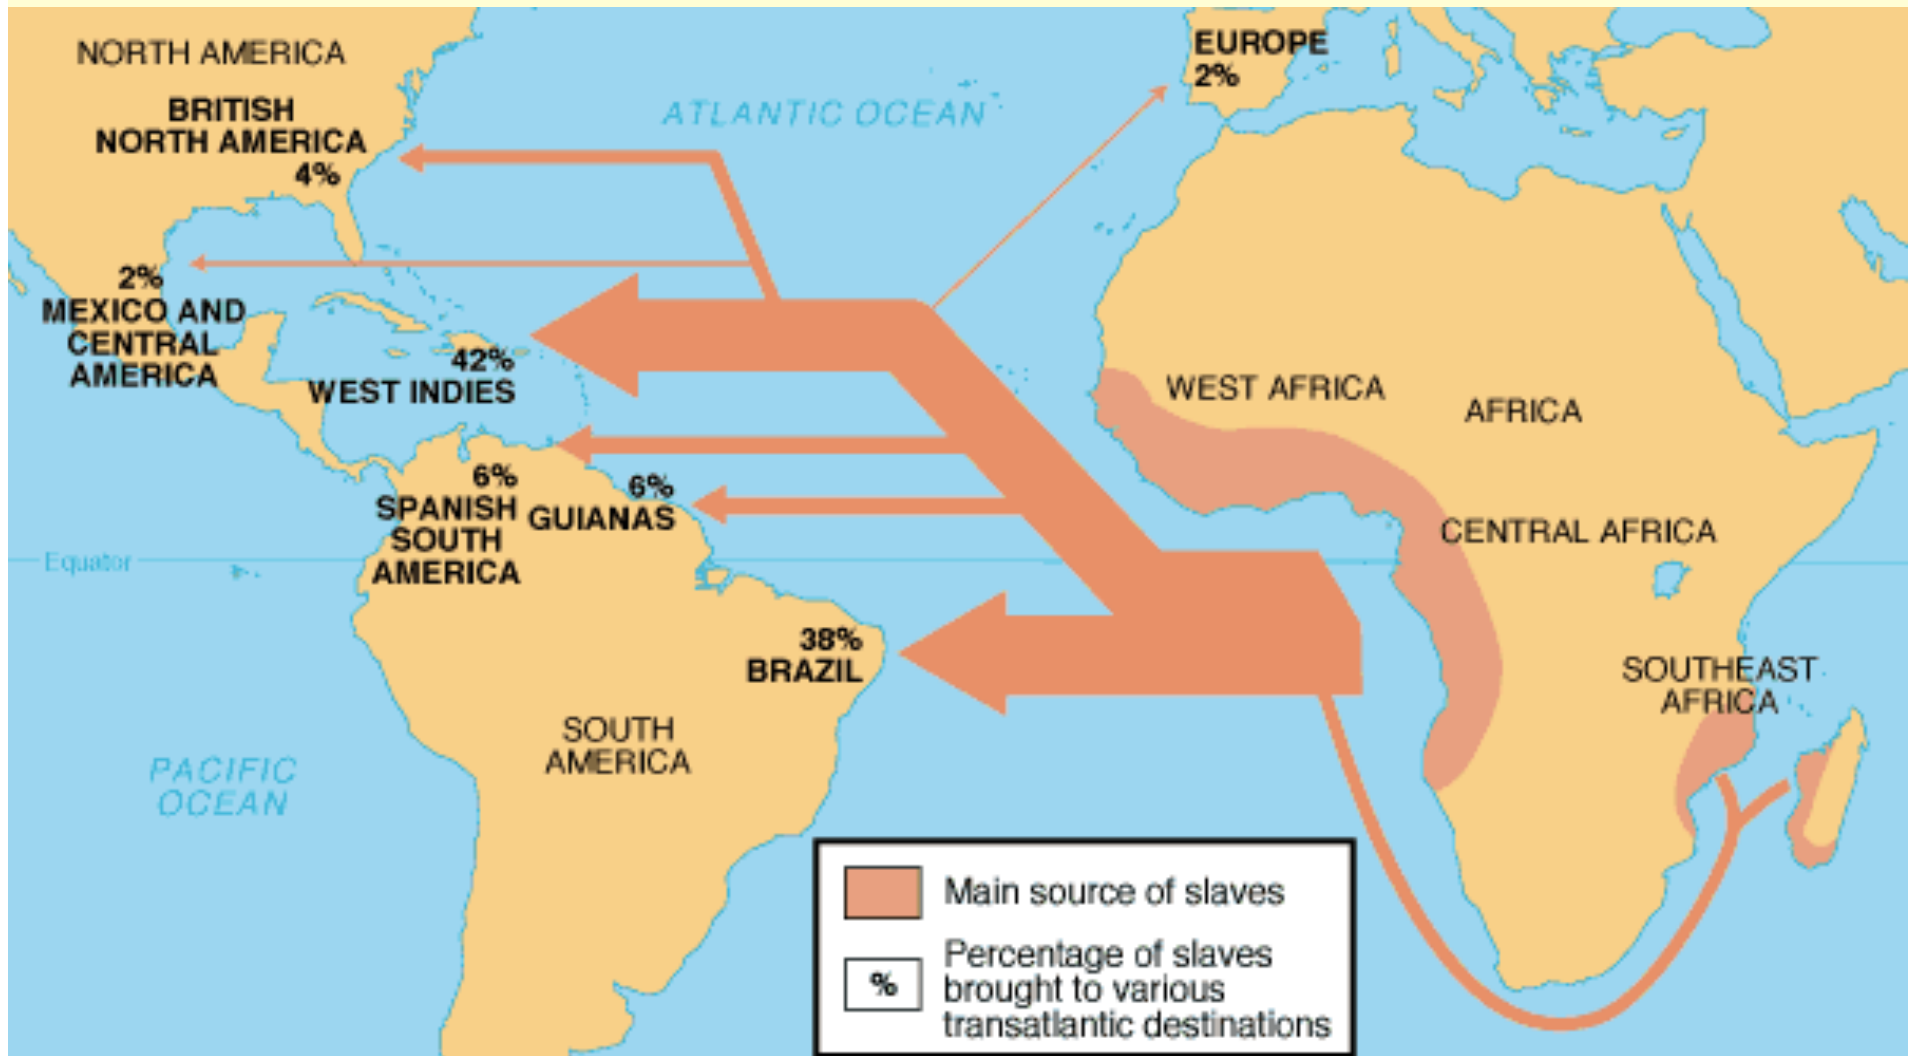 NORTH AMERICA
BRITISH
NORTH AMERICA
4%
ATLANTIC OCEAN
EUROPE
2%
2%
MEXICO AND
CENTRAL
AMERICA
42%
WEST INDIES
WEST AFRICA
AFRICA
6%
SPANISH
SOUTH
AMERICA
6%
GUIANAS
CENTRAL AFRICA
Equator
38%
BRAZIL
SOUTHEAST
AFRICA
SOUTH
AMERICA
PACIFIC
OCEAN
Main source of slaves
%
Percentage of slaves
brought to various
transatlantic destinations